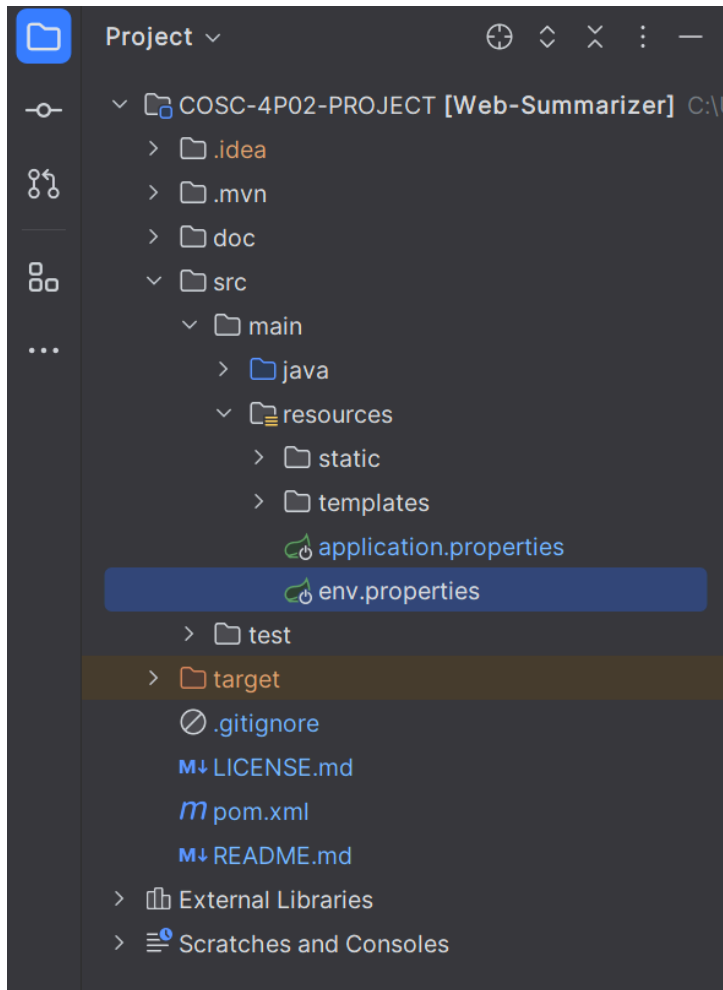 Project
COSC-4P02-PROJECT [Web-Summarizer] C:\
.idea
.mvn
doc
src
main
java
resources
static
templates
application.properties
env.properties
test
target
.gitignore
M↓ LICENSE.md
m pom.xml
M↓ README.md
External Libraries
Scratches and Consoles